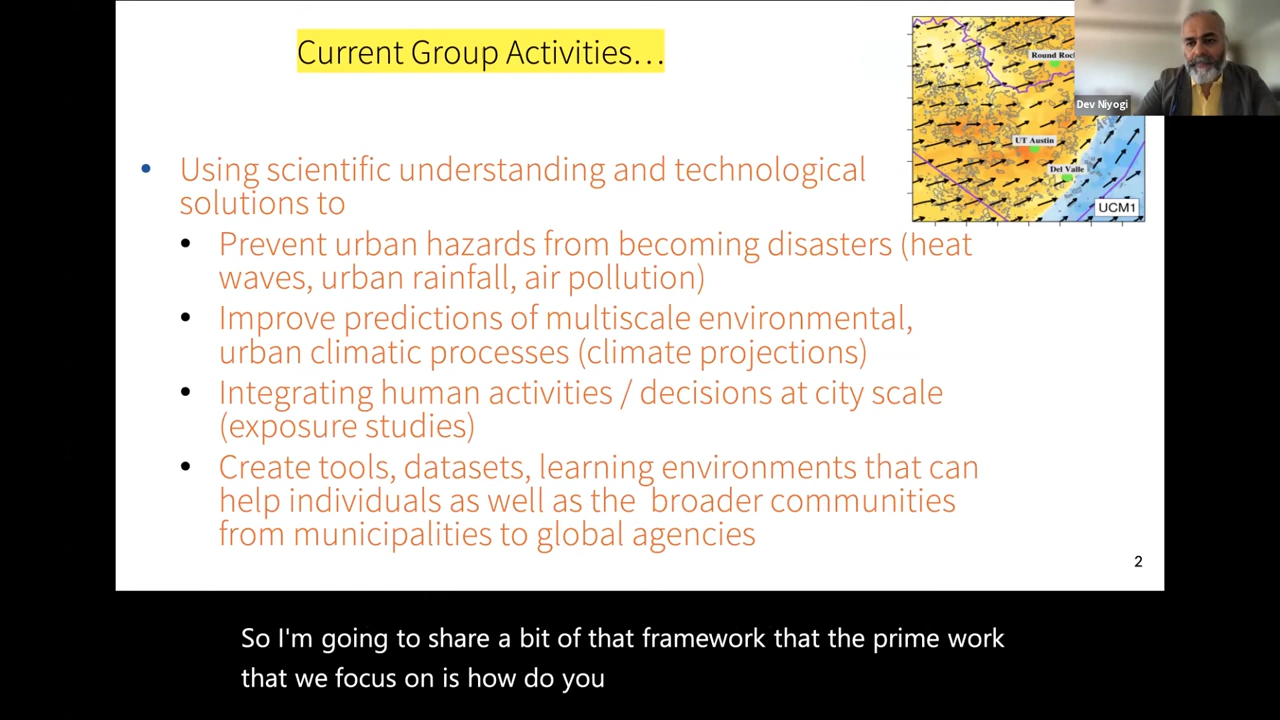 Current Group Activities…
Round Rock
Dev Niyogi
UT Austin
Del Valle
UCM1
• Using scientific understanding and technological
solutions to
• Prevent urban hazards from becoming disasters (heat
waves, urban rainfall, air pollution)
• Improve predictions of multiscale environmental,
urban climatic processes (climate projections)
• Integrating human activities / decisions at city scale
(exposure studies)
• Create tools, datasets, learning environments that can
help individuals as well as the broader communities
from municipalities to global agencies
2
So I'm going to share a bit of that framework that the prime work
that we focus on is how do you